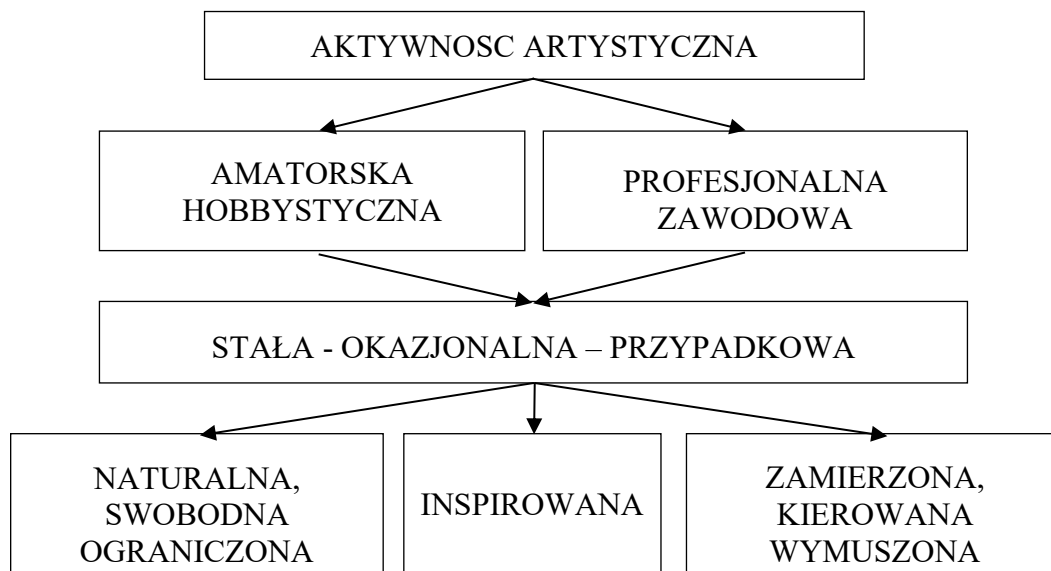 AKTYWNOSC ARTYSTYCZNA
AMATORSKA
HOBBYSTYCZNA
PROFESJONALNA
ZAWODOWA
STAŁA - OKAZJONALNA – PRZYPADKOWA
NATURALNA,
SWOBODNA
OGRANICZONA
INSPIROWANA
ZAMIERZONA,
KIEROWANA
WYMUSZONA